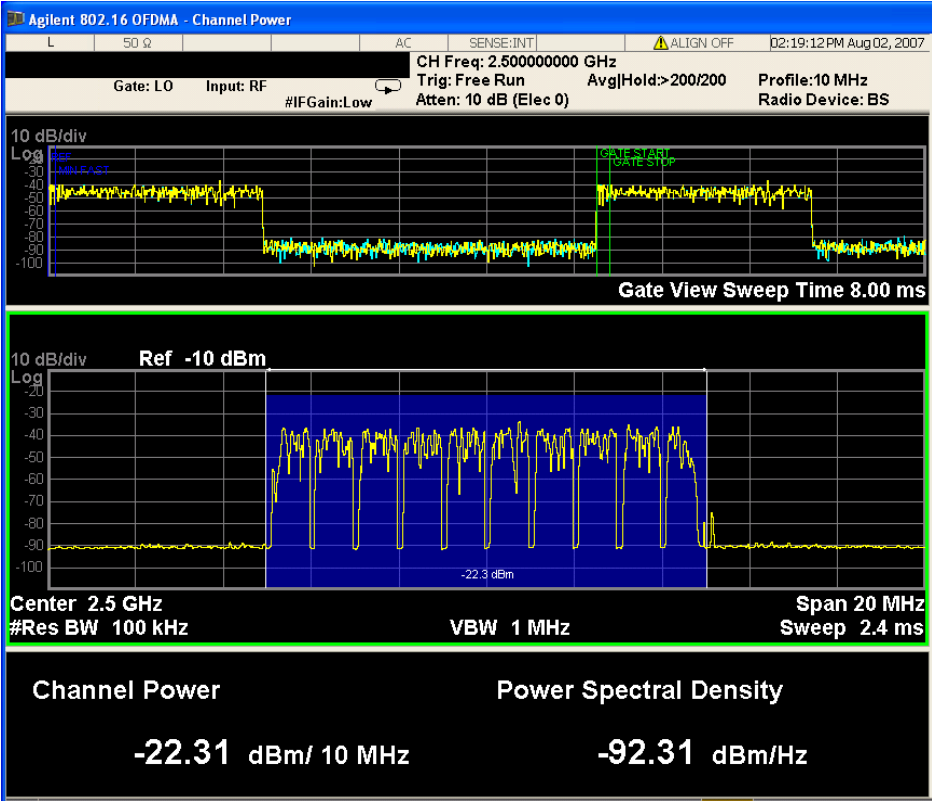 Agilent 802.16 OFDMA - Channel Power
L 50 Ω AC SENSE:INT ALIGN OFF 02:19:12 PM Aug 02, 2007
CH Freq: 2.500000000 GHz
Gate: LO Input: RF Trig: Free Run Avg|Hold:>200/200 Profile:10 MHz
#IFGain:Low Atten: 10 dB (Elec 0) Radio Device: BS
10 dB/div
Log
GATE START
GATE STOP
-30
-40
-50
-60
-70
-80
-90
-100
Gate View Sweep Time 8.00 ms
10 dB/div Ref -10 dBm
Log
-20
-30
-40
-50
-60
-70
-80
-90
-100
-22.3 dBm
Center 2.5 GHz Span 20 MHz
#Res BW 100 kHz VBW 1 MHz Sweep 2.4 ms
Channel Power Power Spectral Density
-22.31 dBm/ 10 MHz -92.31 dBm/Hz